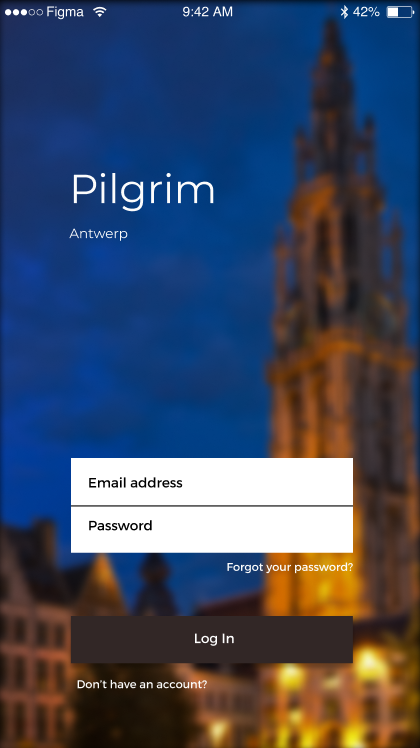 Figma 9:42 AM 42%
Pilgrim
Antwerp
Email address
Password
Forgot your password?
Log In
Don't have an account?